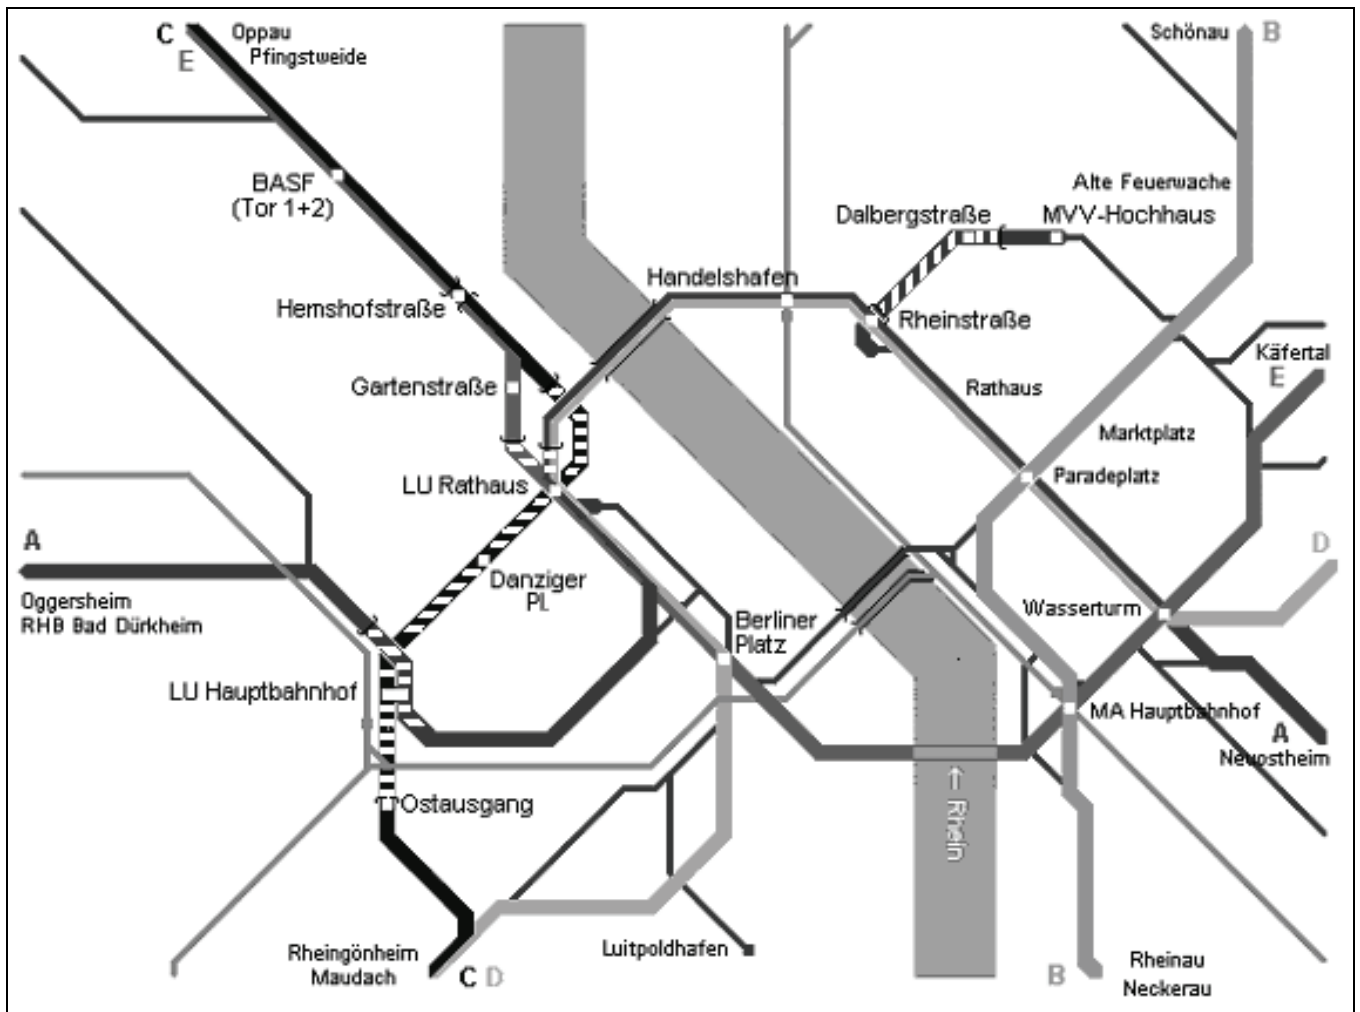 C
Oppau
E
Pfingstweide
Schönau
B
BASF
(Tor 1+2)
Alte Feuerwache
Dalbergstraße
MVV-Hochhaus
Handelshafen
Hemshofstraße
Rheinstraße
Käfertal
E
Gartenstraße
Rathaus
Marktplatz
LU Rathaus
Paradeplatz
A
D
Danziger
Pl.
Oggersheim
RHB Bad Dürkheim
Wasserturm
Berliner
Platz
LU Hauptbahnhof
MA Hauptbahnhof
A
Neuostheim
← Rhein
Ostausgang
Rheingönheim
Maudach
C D
Luitpoldhafen
B
Rheinau
Neckerau